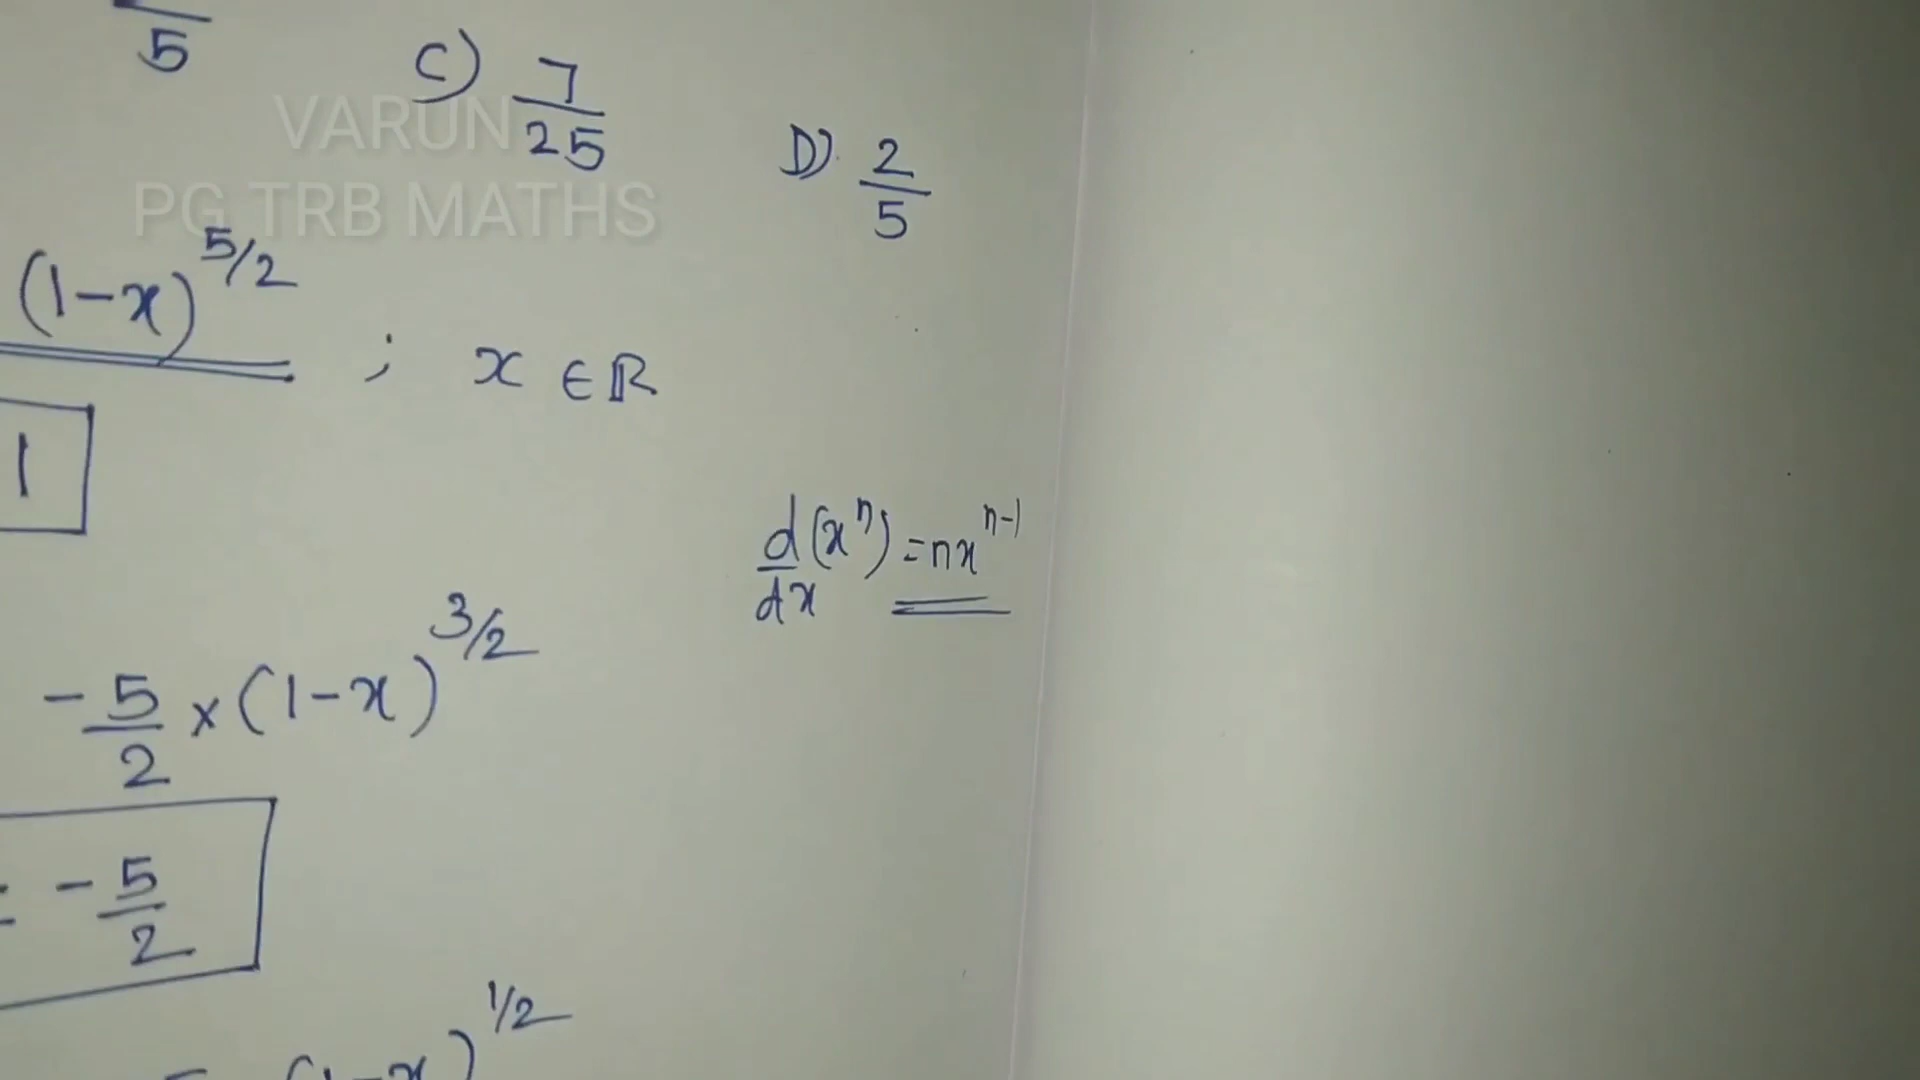 5
C) 7/25
D) 2/5
VARUN
PG TRB MATHS
(1-x)^5/2 ; x ∈ ℝ
1
d/dx (x^n) = nx^n-1
-5/2 × (1-x)^3/2
= -5/2
(1-x)^1/2